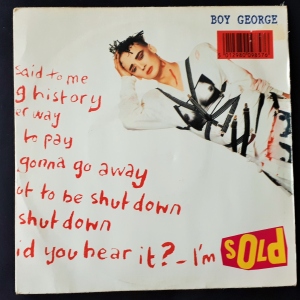 BOY GEORGE
said to me
g history
er way
to pay
gonna go away
ut to be shut down
shut down
id you hear it? - I'm SOLD